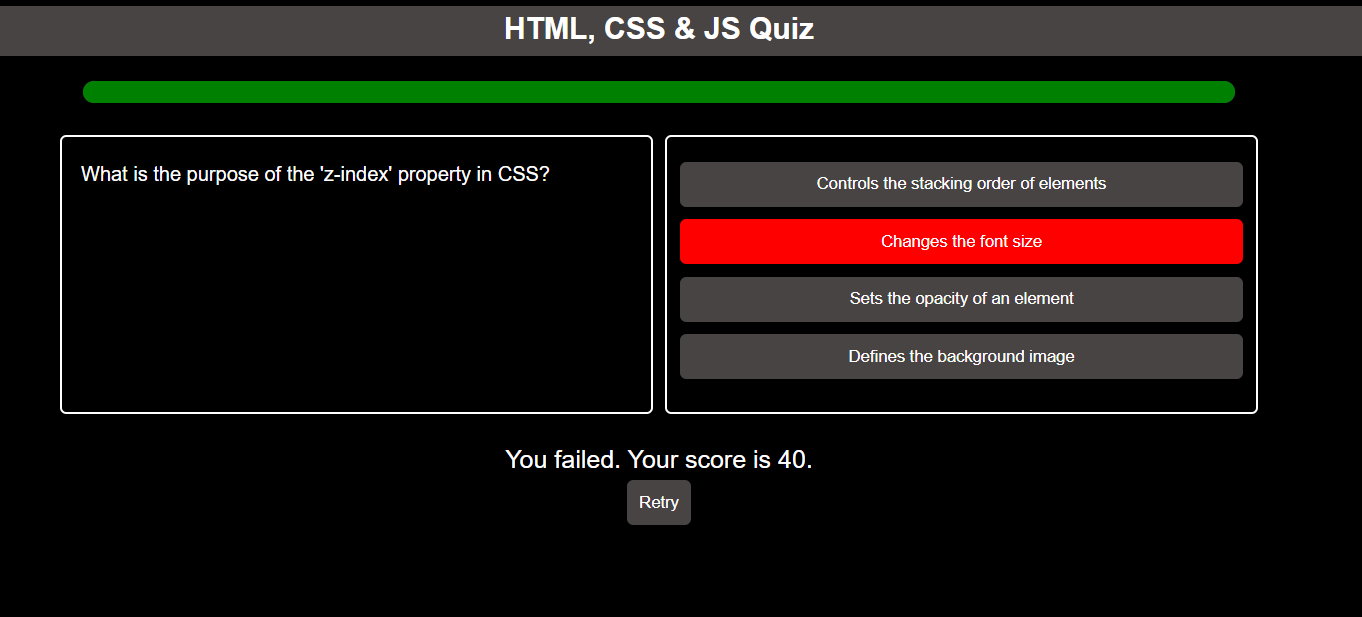 HTML, CSS & JS Quiz
What is the purpose of the 'z-index' property in CSS?
Controls the stacking order of elements
Changes the font size
Sets the opacity of an element
Defines the background image
You failed. Your score is 40.
Retry